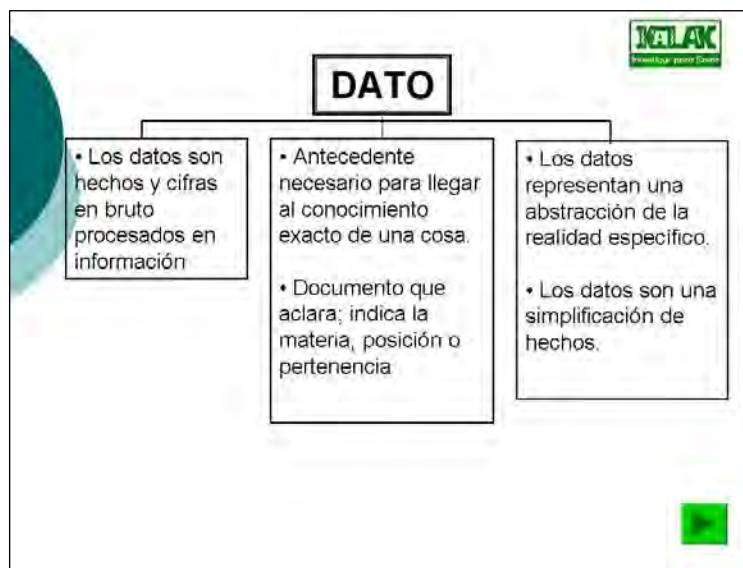 DATO
• Los datos son
hechos y cifras
en bruto
procesados en
información
• Antecedente
necesario para llegar
al conocimiento
exacto de una cosa.
• Documento que
aclara; indica la
materia, posición o
pertenencia
• Los datos
representan una
abstracción de la
realidad específico.
• Los datos son una
simplificación de
hechos.